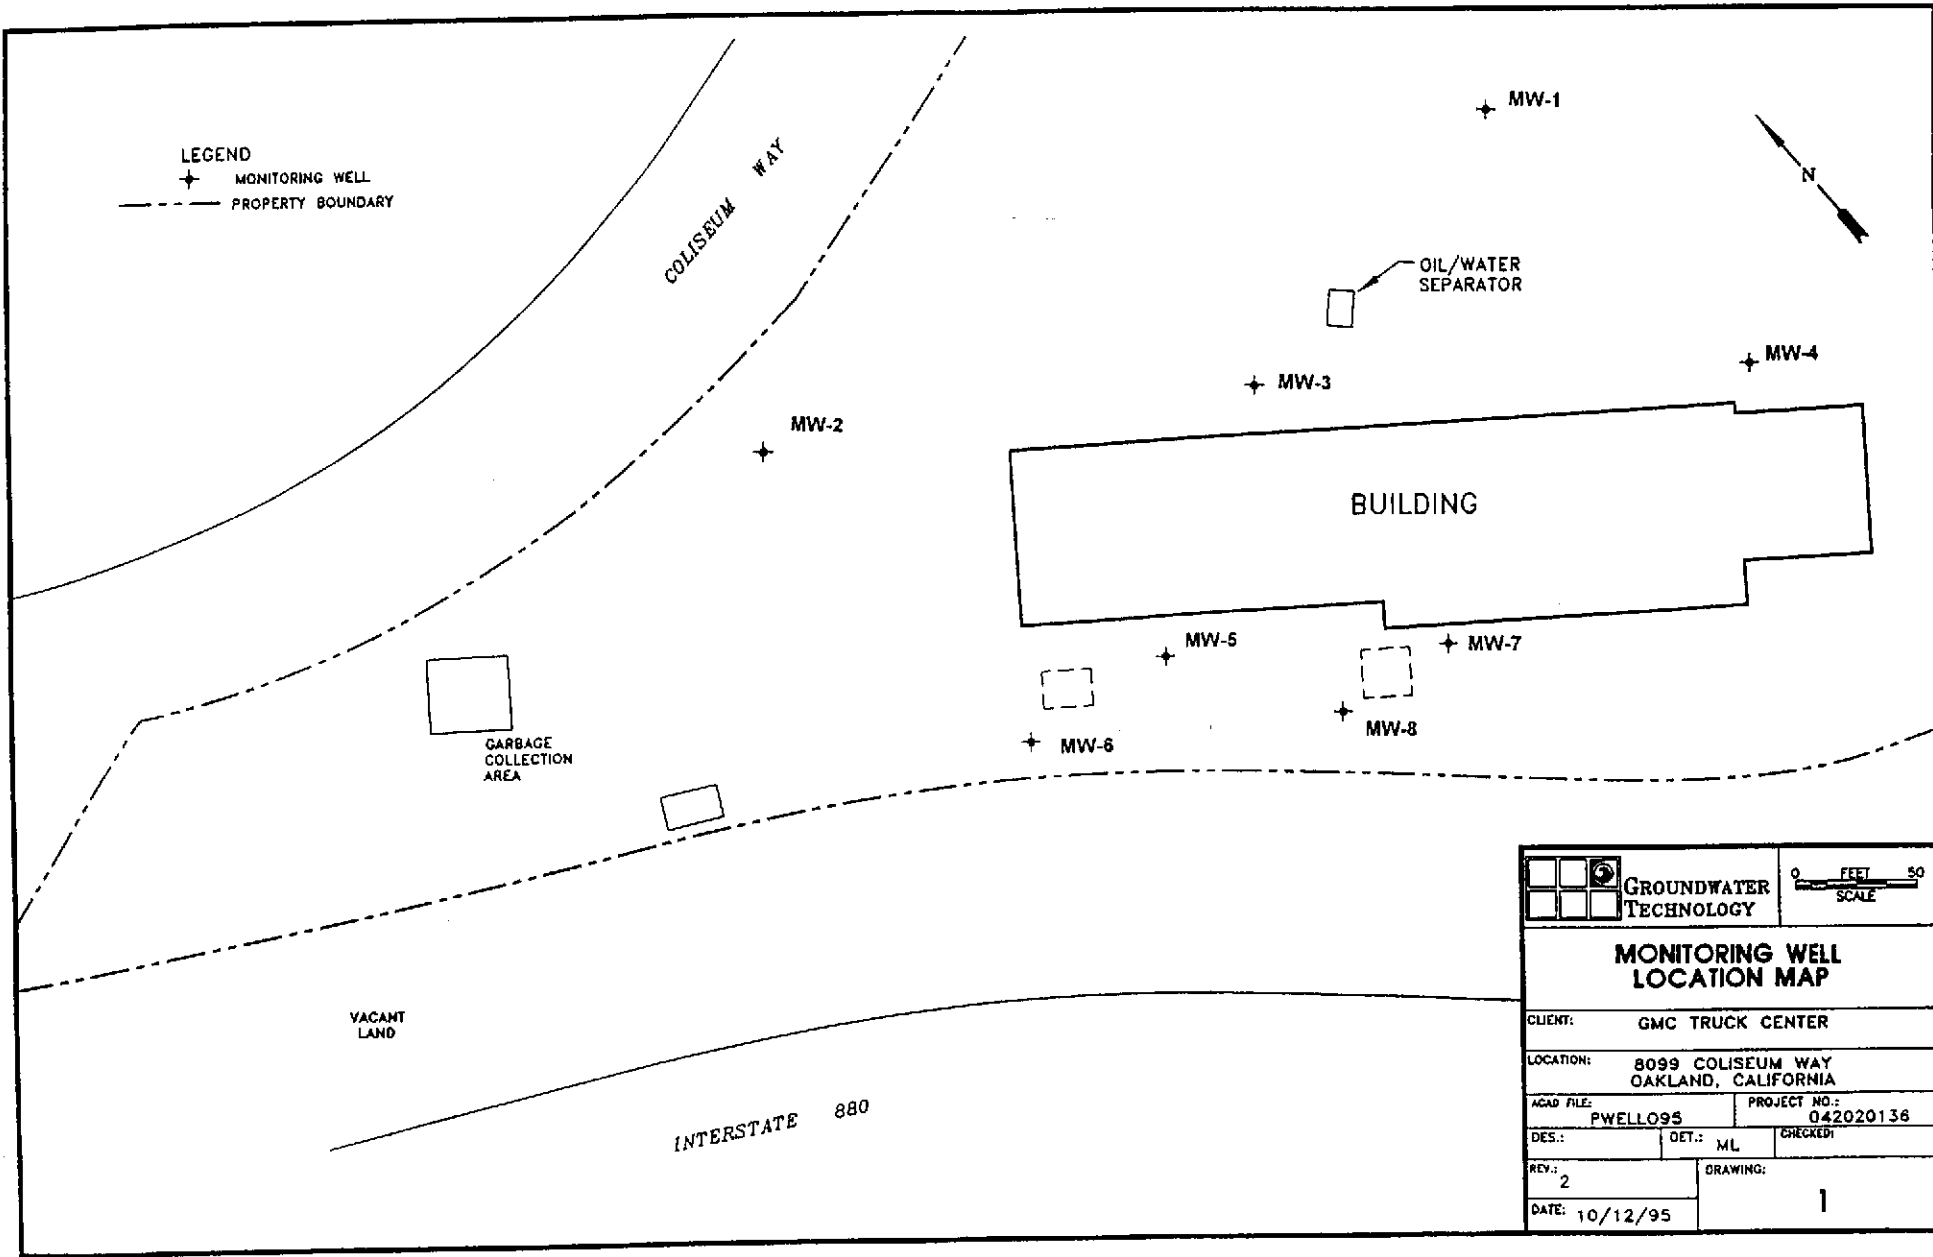 LEGEND
MONITORING WELL
PROPERTY BOUNDARY
COLISEUM WAY
MW-1
N
OIL/WATER
SEPARATOR
MW-4
MW-3
MW-2
BUILDING
MW-5
MW-7
MW-8
MW-6
GARBAGE
COLLECTION
AREA
VACANT
LAND
INTERSTATE 880
GROUNDWATER
TECHNOLOGY
0 FEET 50
SCALE
MONITORING WELL
LOCATION MAP
CLIENT: GMC TRUCK CENTER
LOCATION: 8099 COLISEUM WAY
OAKLAND, CALIFORNIA
ACAD FILE: PWELLO95
PROJECT NO.: 042020136
DES.:
DET.: ML
CHECKED:
REV.: 2
DRAWING: 1
DATE: 10/12/95